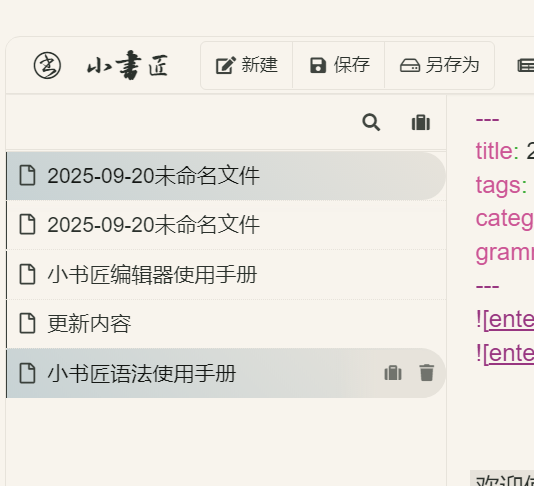 小書匠 新建 保存 另存为
2025-09-20未命名文件
2025-09-20未命名文件
小书匠编辑器使用手册
更新内容
小书匠语法使用手册
---
title: 2
tags:
categ
gramm
---
![ente
![ente
欢迎使